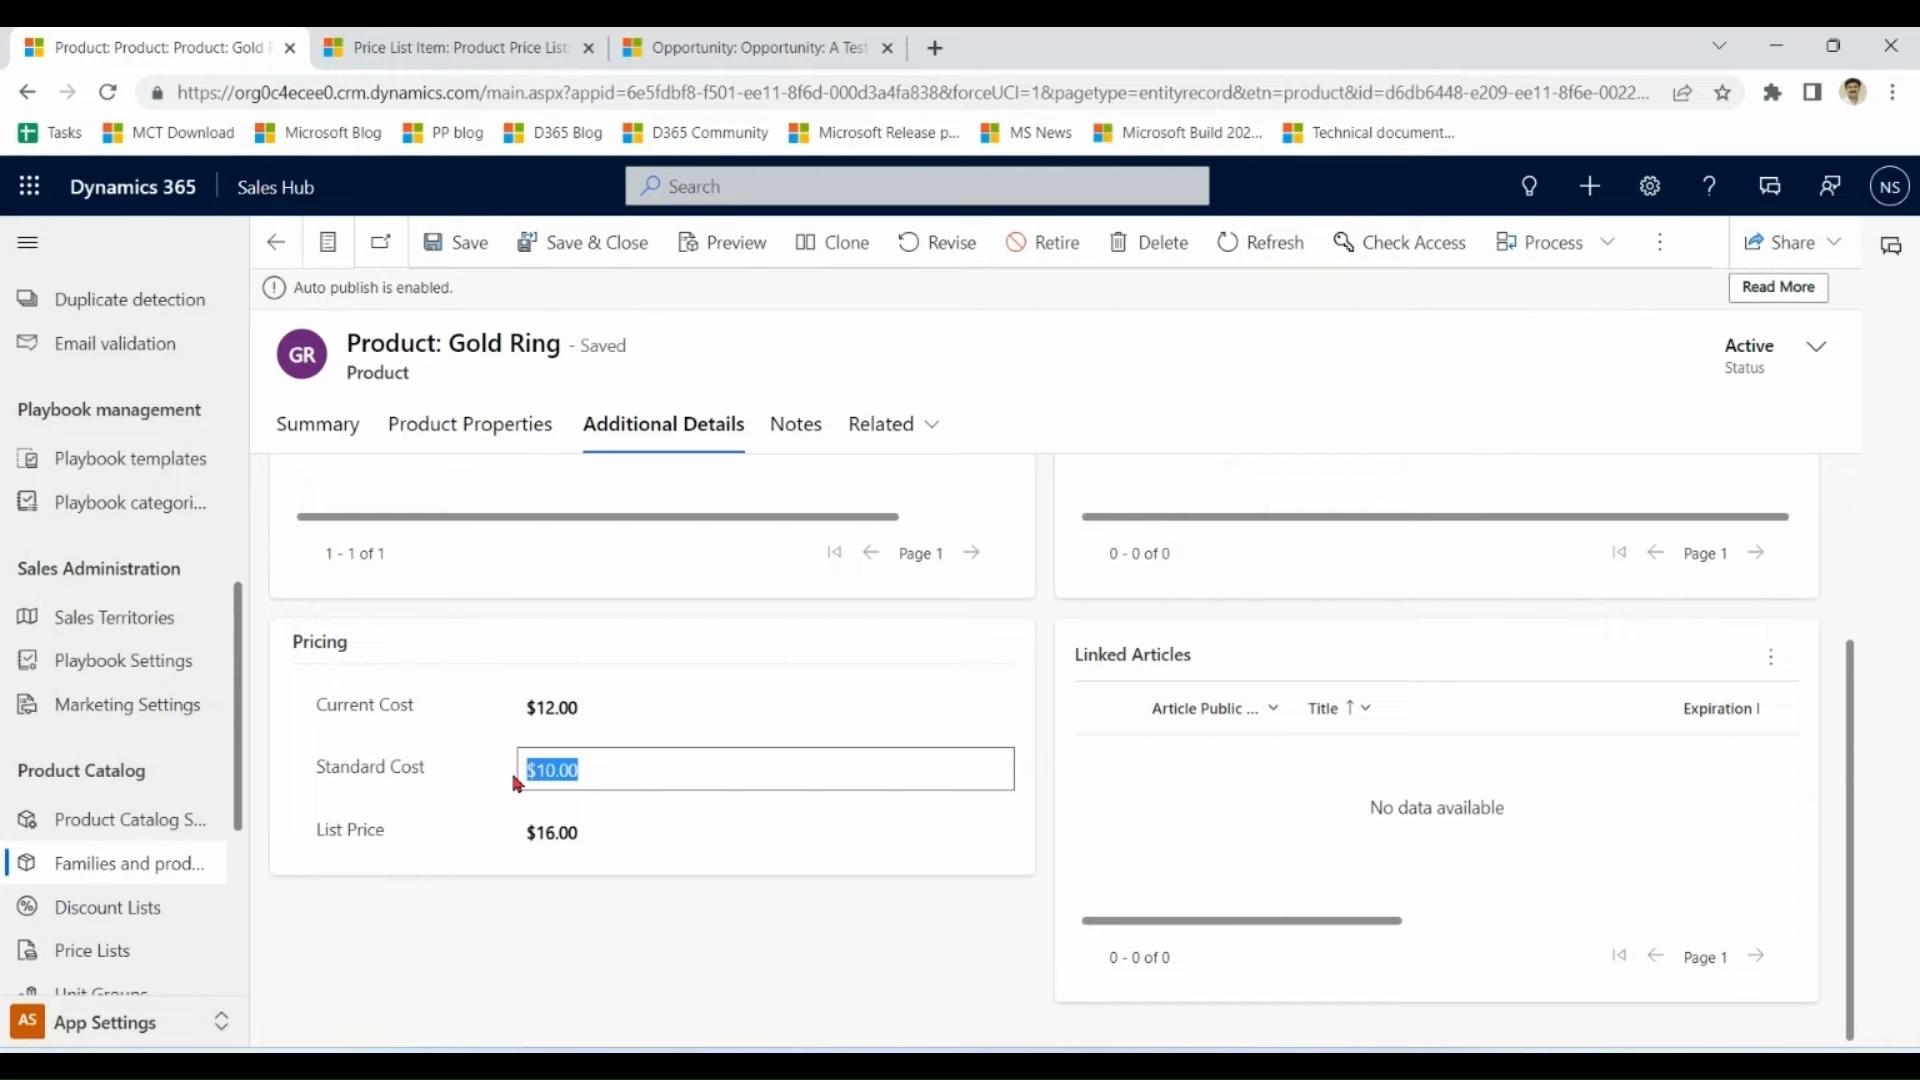 Product: Product: Product: Gold R
Price List Item: Product Price List
Opportunity: Opportunity: A Test
https://org0c4ecee0.crm.dynamics.com/main.aspx?appid=6e5fdbf8-f501-ee11-8f6d-000d3a4fa838&forceUCI=1&pagetype=entityrecord&etn=product&id=d6db6448-e209-ee11-8f6e-0022...
Tasks MCT Download Microsoft Blog PP blog D365 Blog D365 Community Microsoft Release p... MS News Microsoft Build 202... Technical document...
Dynamics 365 Sales Hub Search NS
Save Save & Close Preview Clone Revise Retire Delete Refresh Check Access Process Share
Auto publish is enabled. Read More
Duplicate detection
Email validation
Playbook management
Playbook templates
Playbook categori...
Sales Administration
Sales Territories
Playbook Settings
Marketing Settings
Product Catalog
Product Catalog S...
Families and prod...
Discount Lists
Price Lists
Unit Groups
AS App Settings
GR
Product: Gold Ring - Saved
Product
Active
Status
Summary Product Properties Additional Details Notes Related
1 - 1 of 1 Page 1
0 - 0 of 0 Page 1
Pricing
Current Cost $12.00
Standard Cost $10.00
List Price $16.00
Linked Articles
Article Public ... Title Expiration
No data available
0 - 0 of 0 Page 1